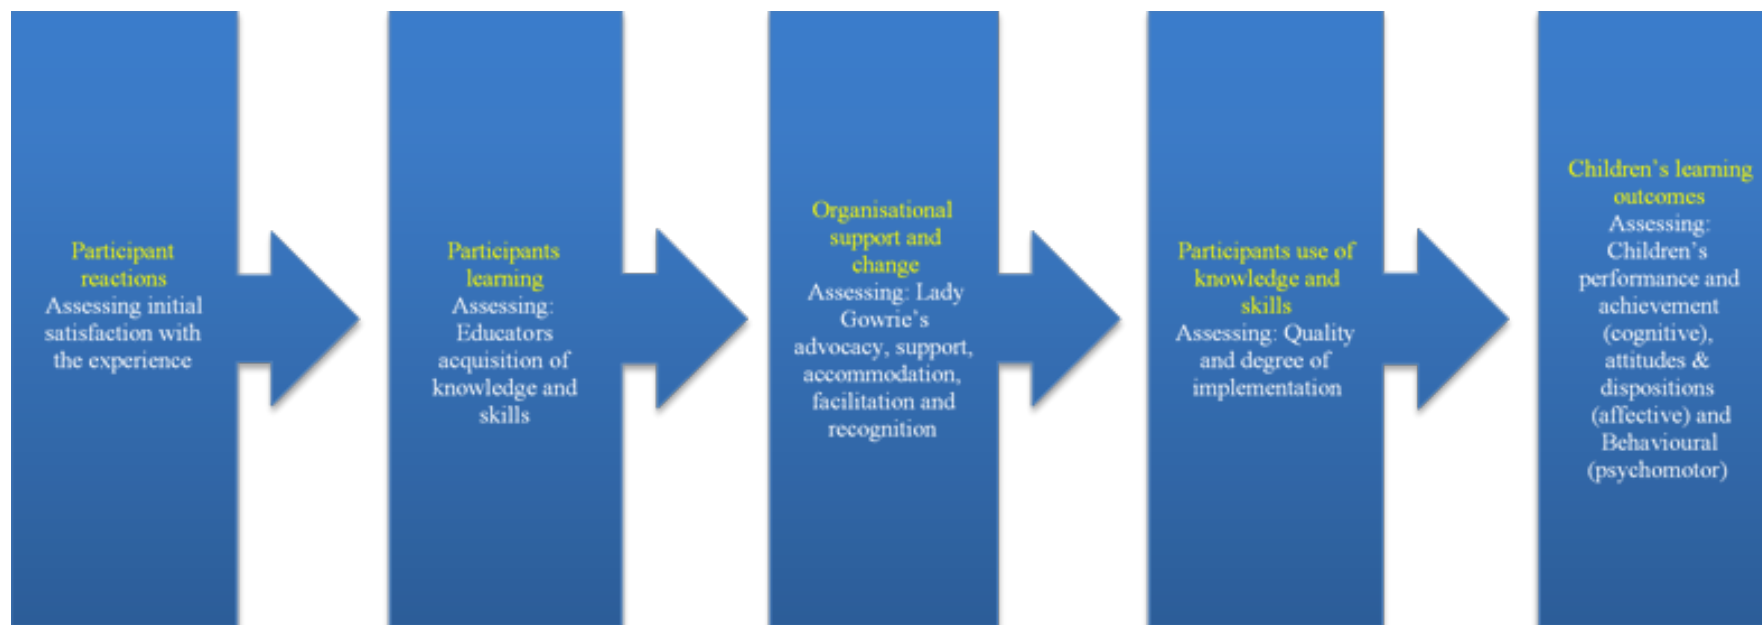 Participant
reactions
Assessing initial
satisfaction with
the experience
Participants
learning
Assessing:
Educators
acquisition of
knowledge and
skills
Organisational
support and
change
Assessing: Lady
Gowrie’s
advocacy, support,
accommodation,
facilitation and
recognition
Participants use of
knowledge and
skills
Assessing: Quality
and degree of
implementation
Children’s learning
outcomes
Assessing:
Children’s
performance and
achievement
(cognitive),
attitudes &
dispositions
(affective) and
Behavioural
(psychomotor)